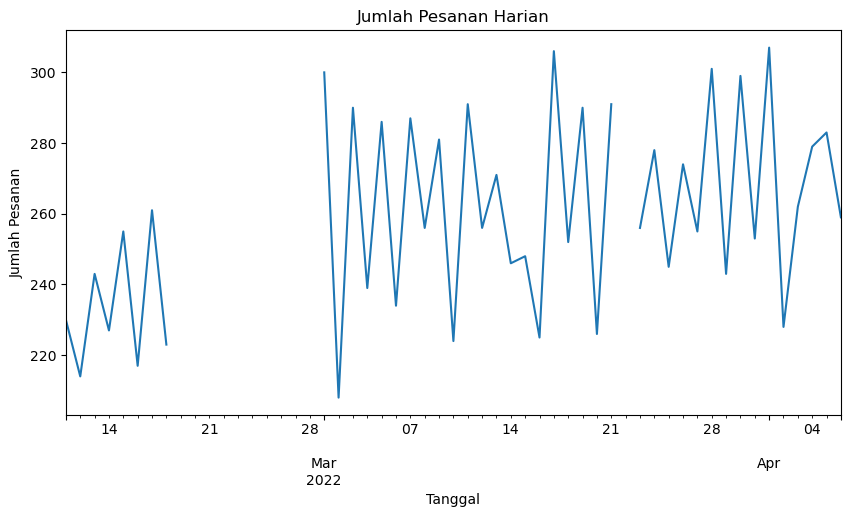 Jumlah Pesanan Harian
300
280
260
240
220
Jumlah Pesanan
14
21
28
07
14
21
28
04
Mar
Apr
2022
Tanggal